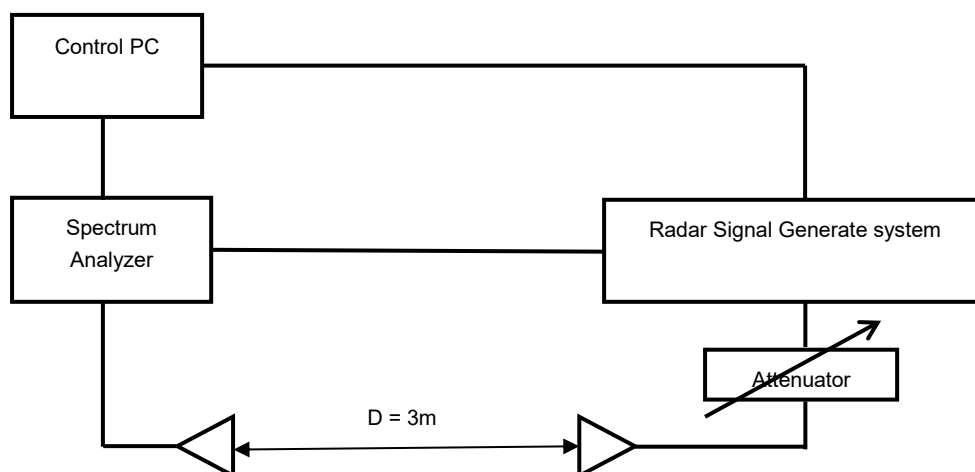 Control PC
Spectrum
Analyzer
Radar Signal Generate system
Attenuator
D = 3m